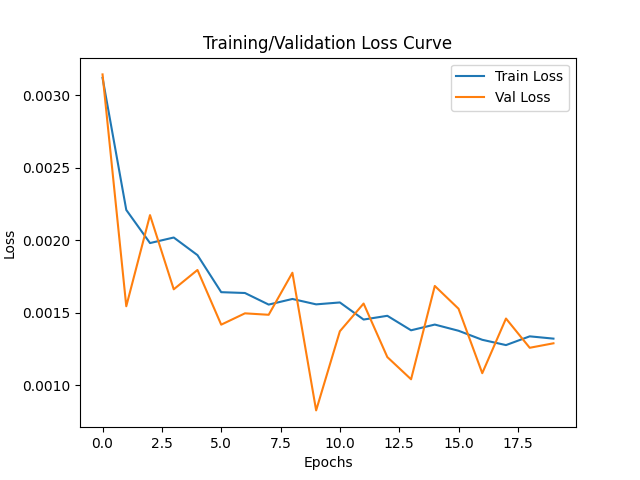 Training/Validation Loss Curve
Train Loss
Val Loss
0.0030
0.0025
0.0020
0.0015
0.0010
Loss
0.0 2.5 5.0 7.5 10.0 12.5 15.0 17.5
Epochs